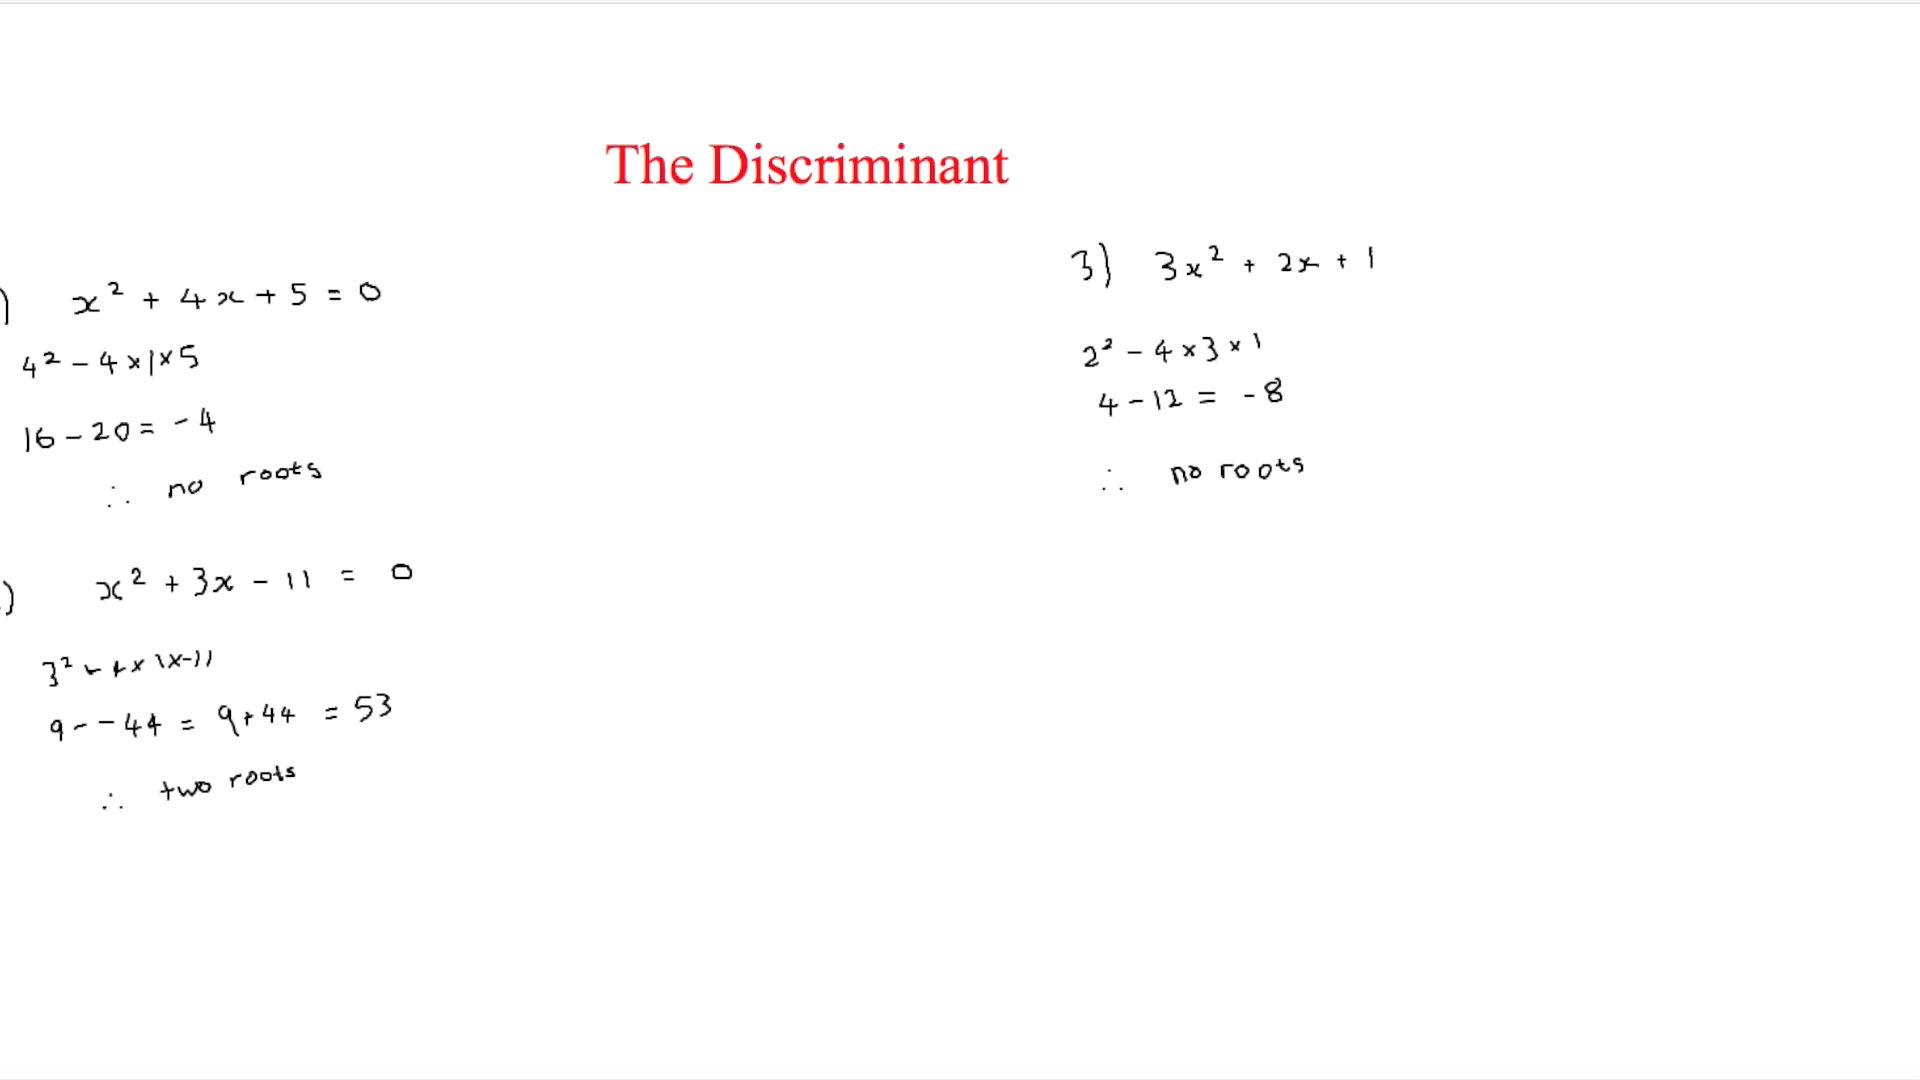 The Discriminant
) x² + 4x + 5 = 0
4² - 4 × 1 × 5
16 - 20 = - 4
∴ no roots
) x² + 3x - 11 = 0
3² - 4 × 1 × -11
9 - - 44 = 9 + 44 = 53
∴ two roots
3) 3x² + 2x + 1
2² - 4 × 3 × 1
4 - 12 = - 8
∴ no roots